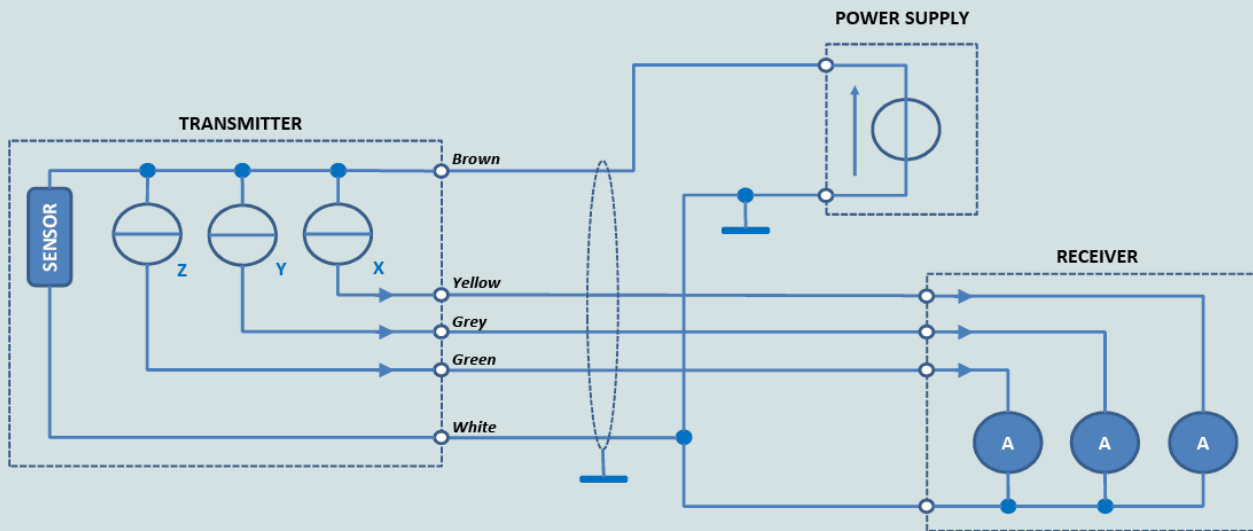 POWER SUPPLY
TRANSMITTER
Brown
SENSOR
Z
Y
X
RECEIVER
Yellow
Grey
Green
White
A
A
A